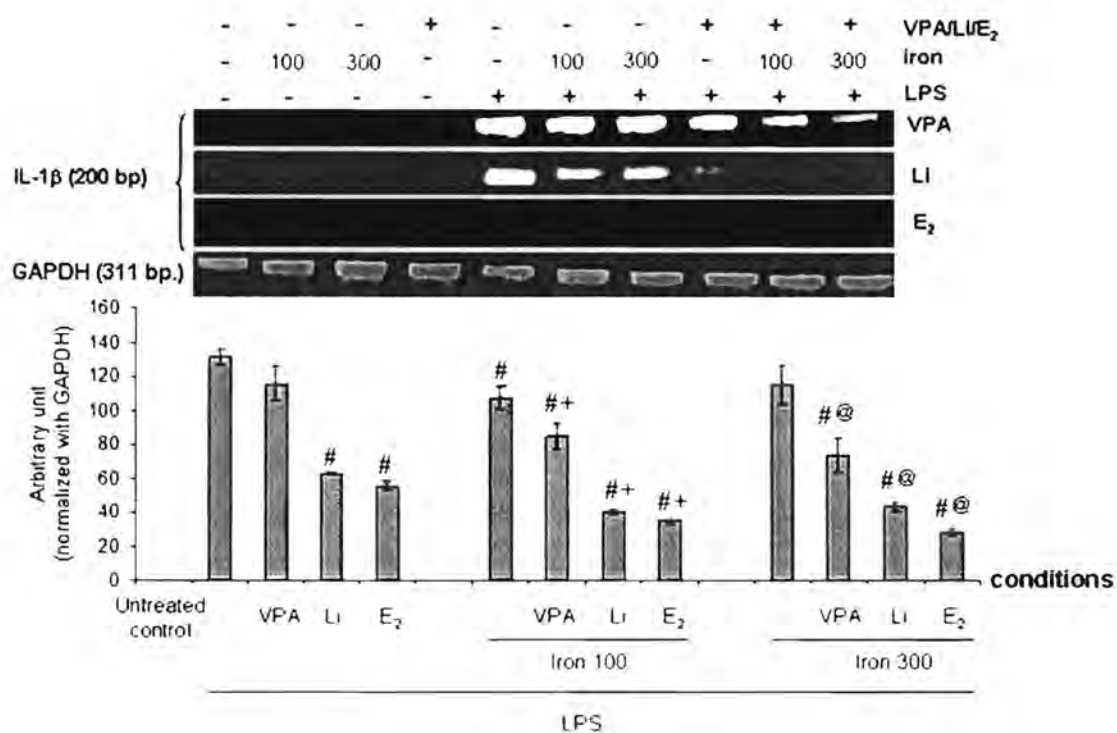 - - - + - - - + + + VPA/Li/E2
- 100 300 - - 100 300 - 100 300 iron
- - - - + + + + + + LPS
VPA
IL-1β (200 bp)
Li
E2
GAPDH (311 bp.)
160
140
120
100
80
60
40
20
0
Arbitrary unit
(normalized with GAPDH)
# #
# #+ #+ #+
#@ #@ #@
conditions
Untreated
control
VPA Li E2 VPA Li E2 VPA Li E2
Iron 100 Iron 300
LPS